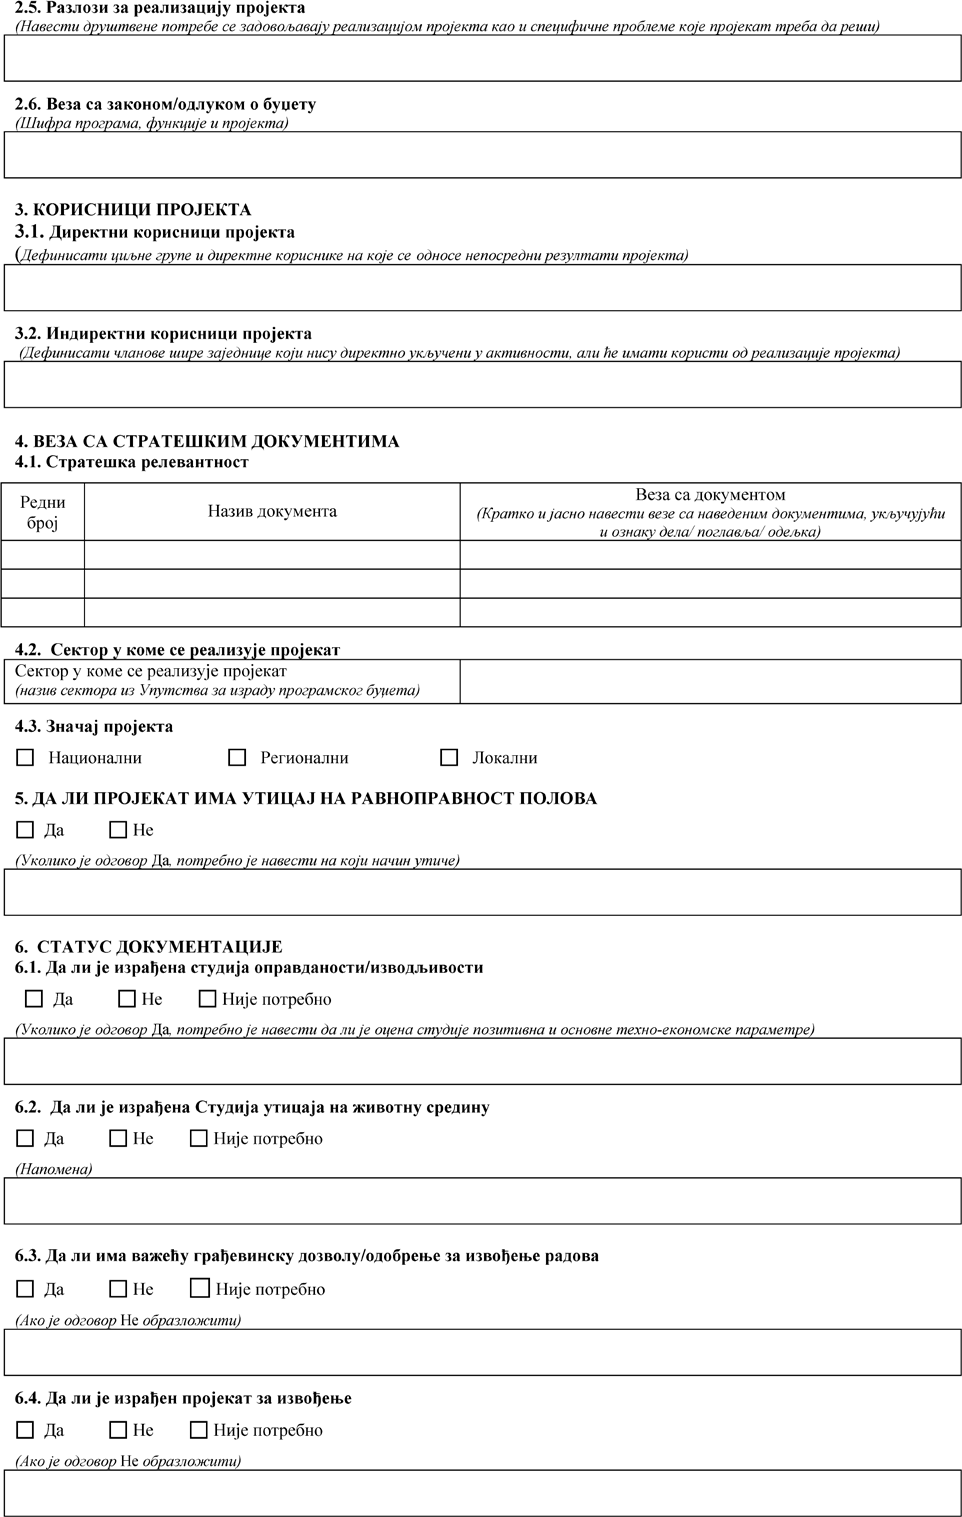 2.5. Разлози за реализацију пројекта
(Навести друштвене потребе се задовољавају реализацијом пројекта као и специфичне проблеме које пројекат треба да реши)
2.6. Веза са законом/одлуком о буџету
(Шифра програма, функције и пројекта)
3. КОРИСНИЦИ ПРОЈЕКТА
3.1. Директни корисници пројекта
(Дефинисати циљне групе и директне кориснике на које се односе непосредни резултати пројекта)
3.2. Индиректни корисници пројекта
(Дефинисати чланове шире заједнице који нису директно укључени у активности, али ће имати користи од реализације пројекта)
4. ВЕЗА СА СТРАТЕШКИМ ДОКУМЕНТИМА
4.1. Стратешка релевантност
Редни
број
Назив документа
Веза са документом
(Кратко и јасно навести везе са наведеним документима, укључујући
и ознаку дела/ поглавља/ одељка)
4.2. Сектор у коме се реализује пројекат
Сектор у коме се реализује пројекат
(назив сектора из Упутства за израду програмског буџета)
4.3. Значај пројекта
Национални Регионални Локални
5. ДА ЛИ ПРОЈЕКАТ ИМА УТИЦАЈ НА РАВНОПРАВНОСТ ПОЛОВА
Да Не
(Уколико је одговор Да, потребно је навести на који начин утиче)
6. СТАТУС ДОКУМЕНТАЦИЈЕ
6.1. Да ли је израђена студија оправданости/изводљивости
Да Не Није потребно
(Уколико је одговор Да, потребно је навести да ли је оцена студије позитивна и основне техно-економске параметре)
6.2. Да ли је израђена Студија утицаја на животну средину
Да Не Није потребно
(Напомена)
6.3. Да ли има важећу грађевинску дозволу/одобрење за извођење радова
Да Не Није потребно
(Ако је одговор Не образложити)
6.4. Да ли је израђен пројекат за извођење
Да Не Није потребно
(Ако је одговор Не образложити)